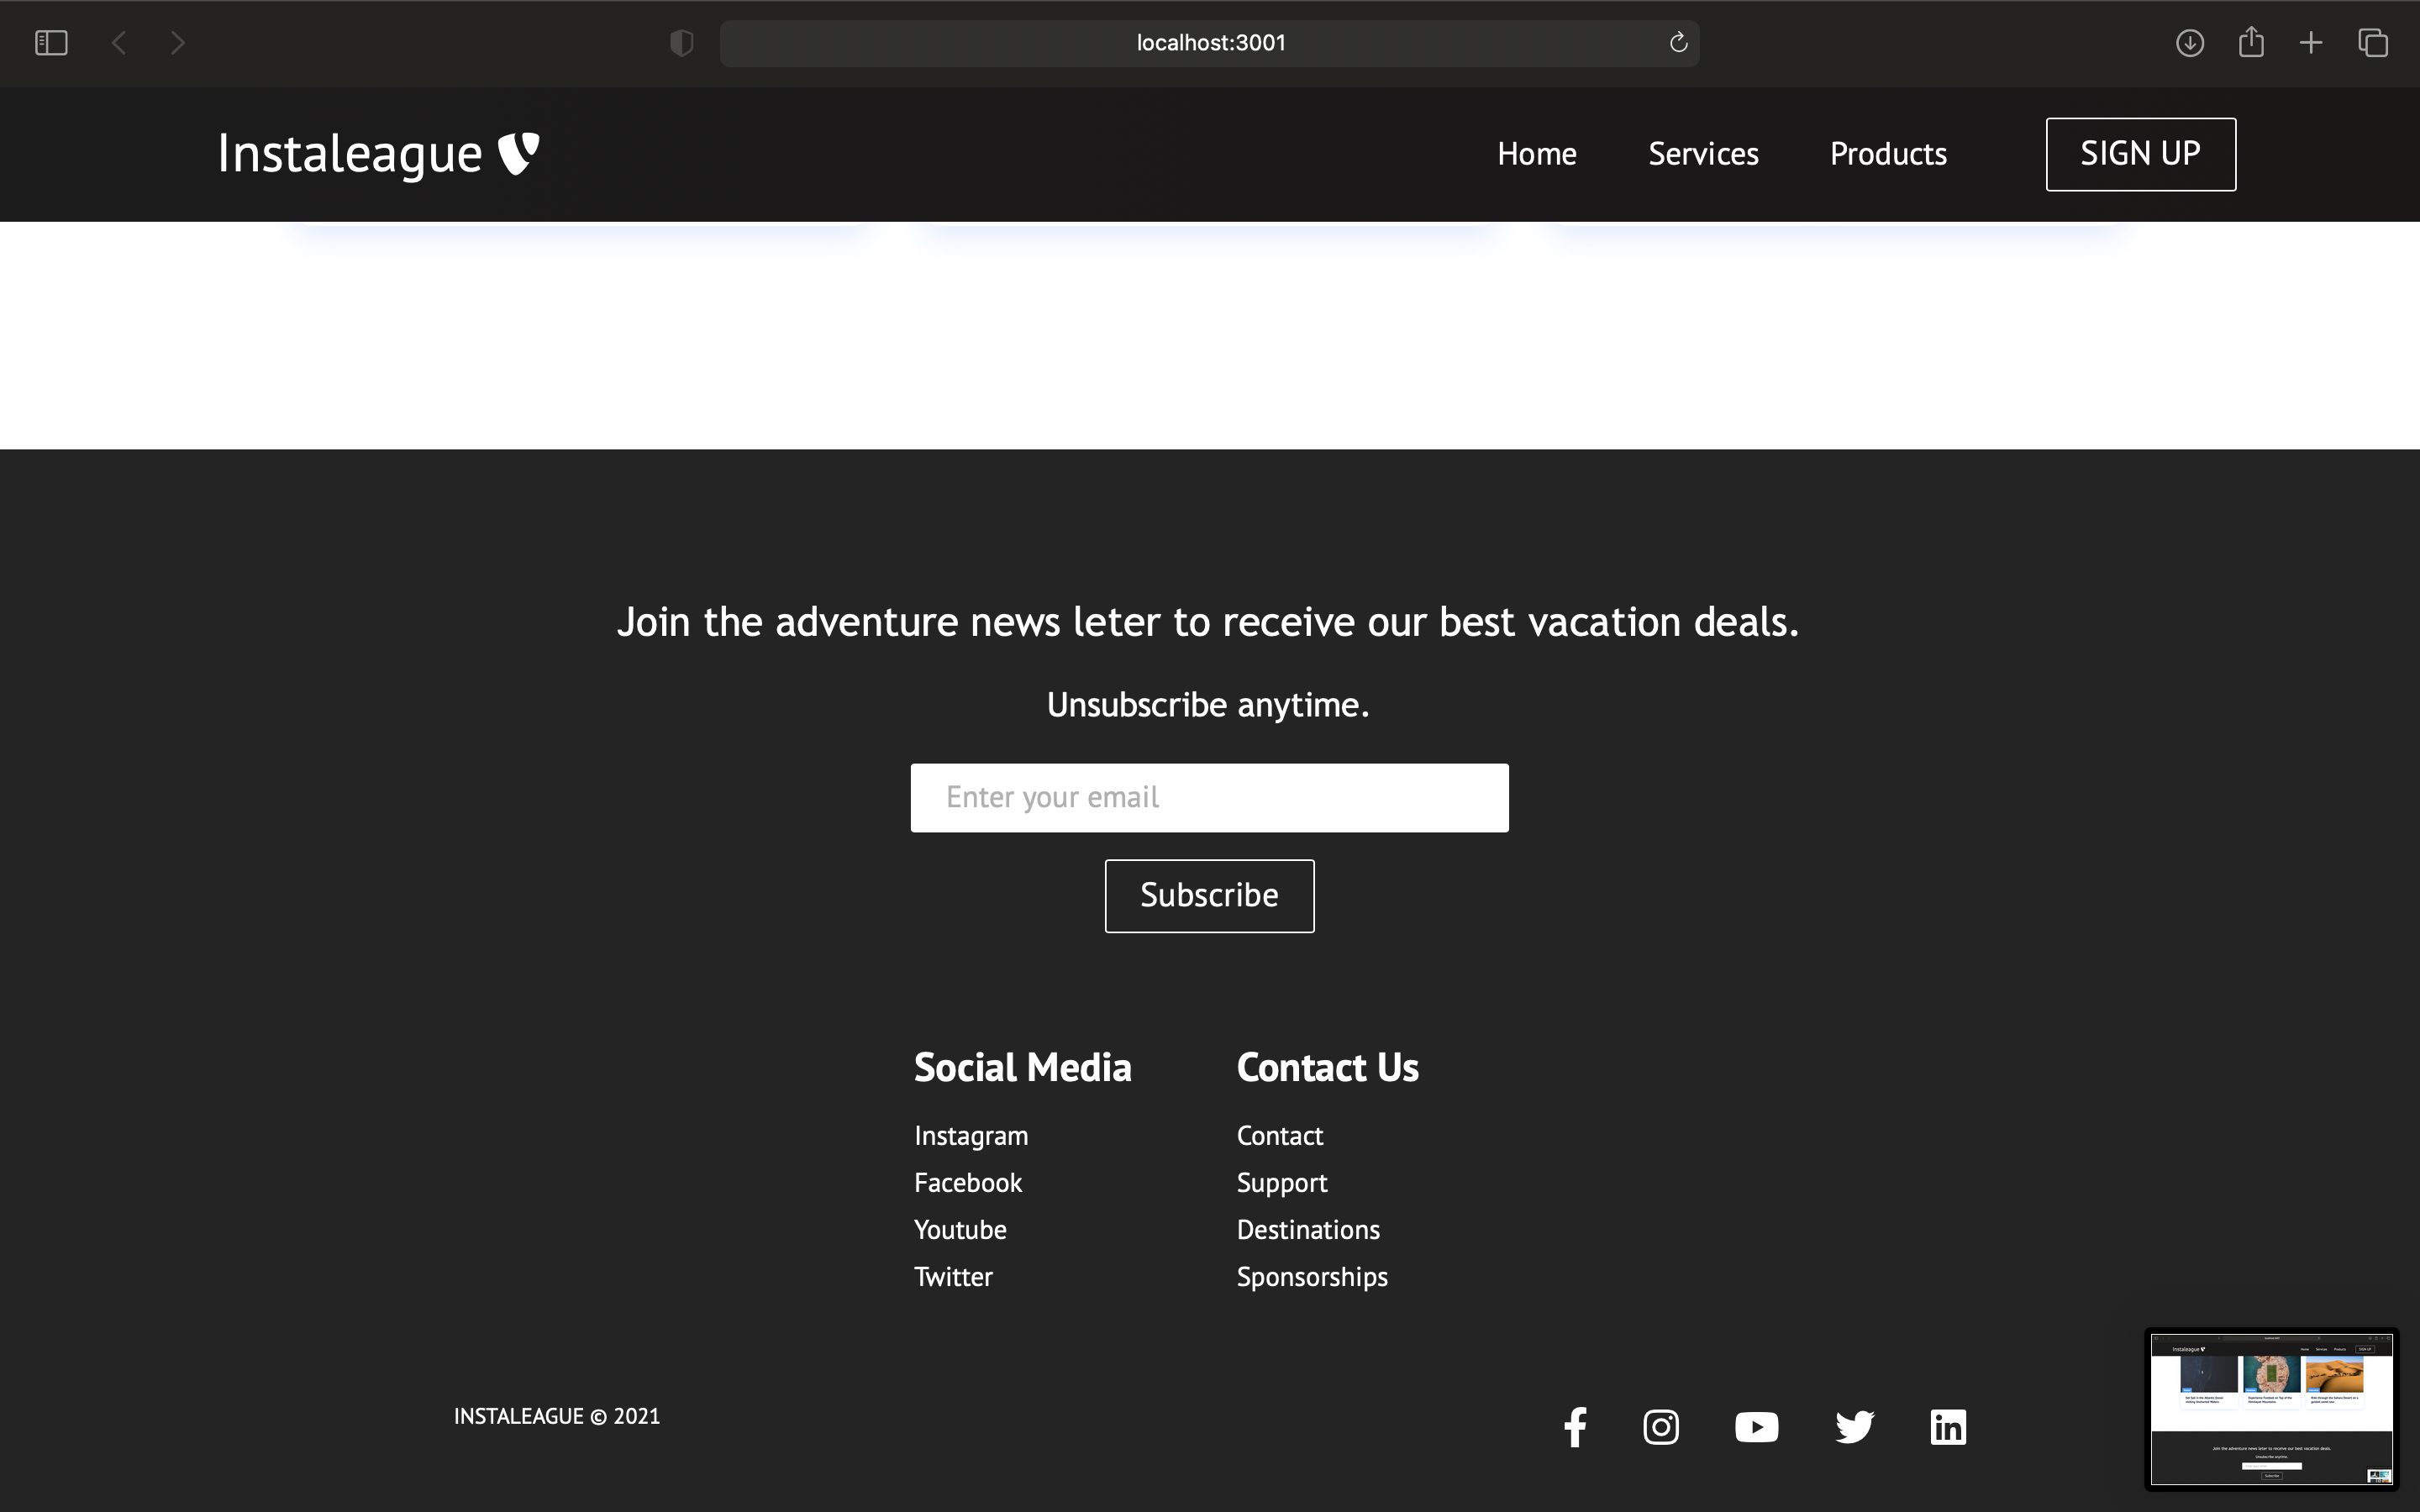 localhost:3001
Instaleague
Home Services Products SIGN UP
Join the adventure news leter to receive our best vacation deals.
Unsubscribe anytime.
Enter your email
Subscribe
Social Media Contact Us
Instagram Contact
Facebook Support
Youtube Destinations
Twitter Sponsorships
INSTALEAGUE © 2021